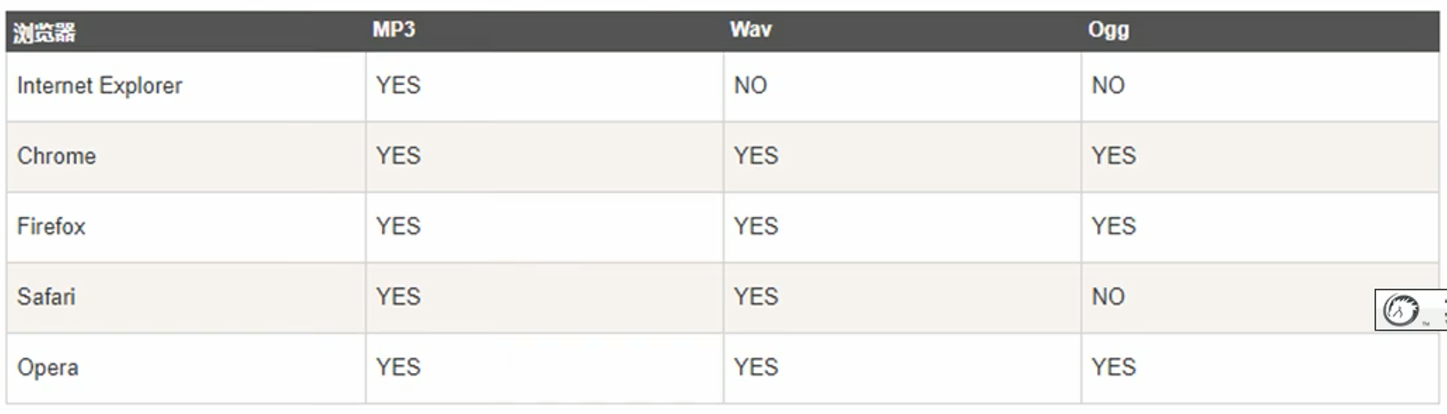 浏览器 MP3 Wav Ogg
Internet Explorer YES NO NO
Chrome YES YES YES
Firefox YES YES YES
Safari YES YES NO
Opera YES YES YES